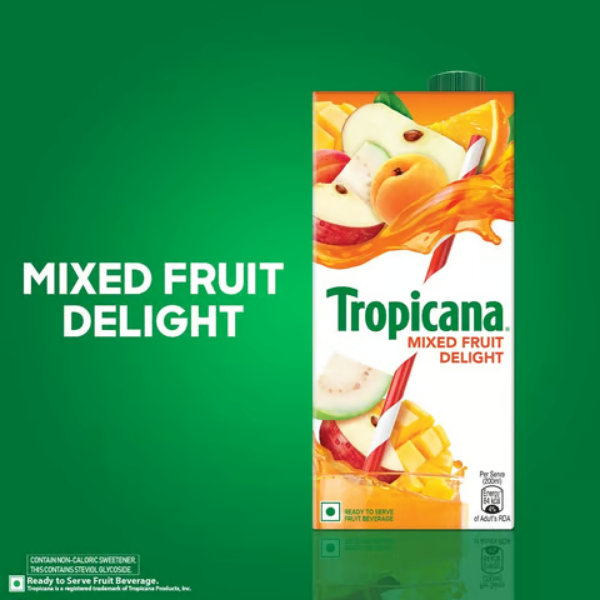 MIXED FRUIT
DELIGHT
Tropicana
MIXED FRUIT
DELIGHT
Per Serve
(200ml)
Energy
64 kcal
of Adult's RDA
READY TO SERVE
FRUIT BEVERAGE
CONTAIN NON-CALORIC SWEETENER.
THIS CONTAINS STEVIOL GLYCOSIDE.
Ready to Serve Fruit Beverage.
Tropicana is a registered trademark of Tropicana Products, Inc.